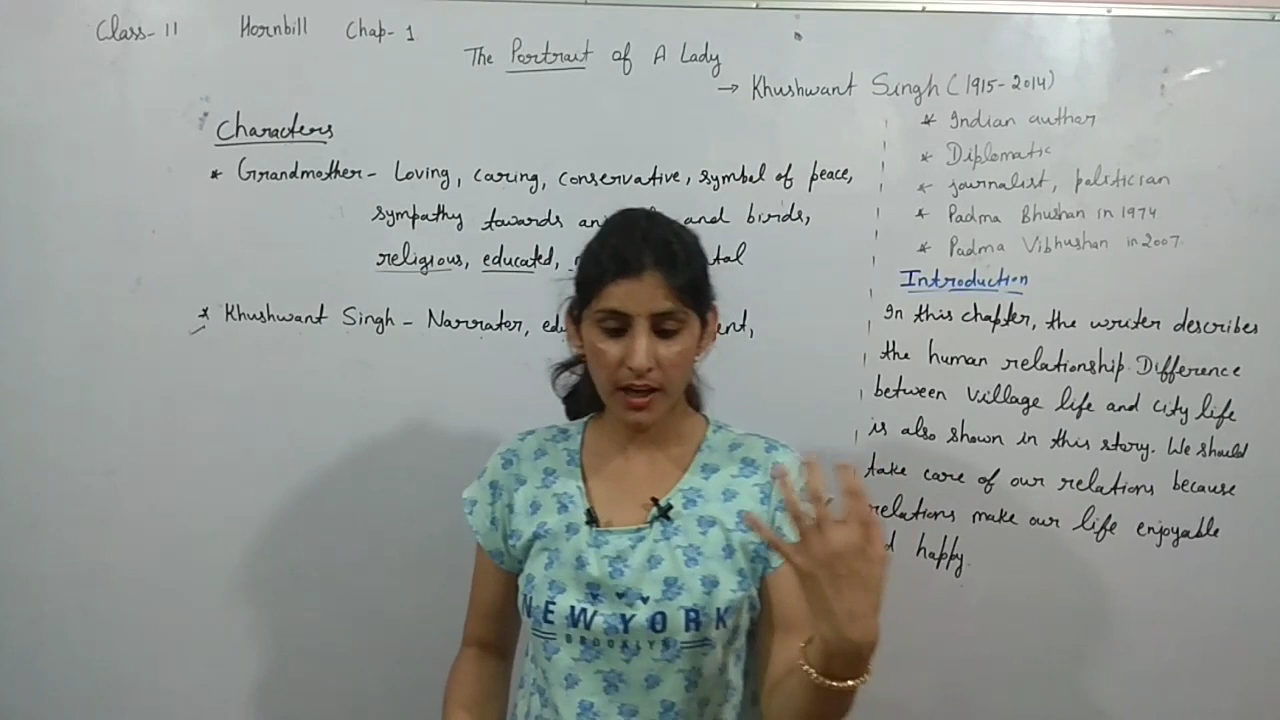 Class-11 Hornbill Chap-1
The Portrait of A Lady
→ Khushwant Singh (1915-2014)
* Indian author
* Diplomatic
* journalist, politician
* Padma Bhushan in 1974
* Padma Vibhushan in 2007
Characters
* Grandmother - Loving, caring, conservative, symbol of peace,
sympathy towards and birds,
religious, educated,
* Khushwant Singh - Narrator,
Introduction
In this chapter, the writer describes
the human relationship. Difference
between village life and city life
is also shown in this story. We should
take care of our relations because
relations make our life enjoyable
happy.
NEW YORK
BROOKLYN